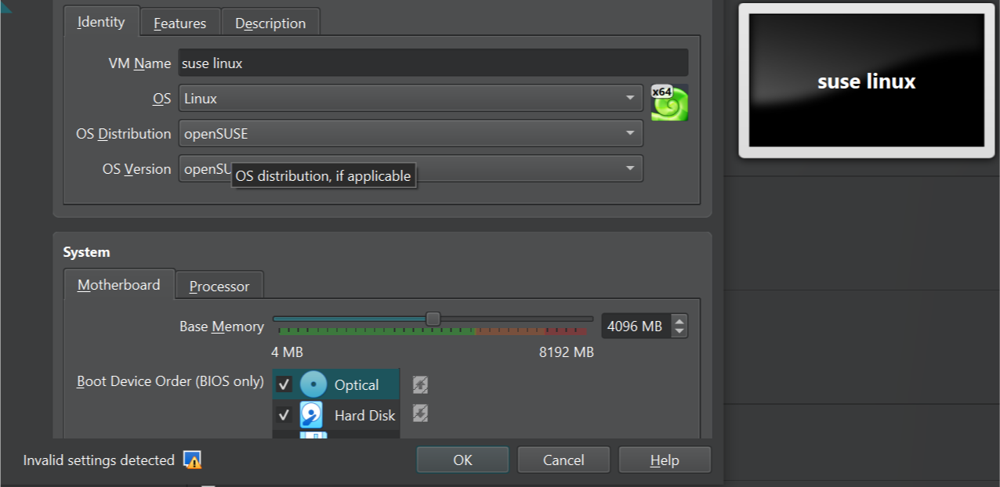 Identity
Features
Description
VM Name
suse linux
OS
Linux
x64
OS Distribution
openSUSE
OS Version
openSU
OS distribution, if applicable
suse linux
System
Motherboard
Processor
Base Memory
4096 MB
4 MB
8192 MB
Boot Device Order (BIOS only)
Optical
Hard Disk
Invalid settings detected
OK
Cancel
Help